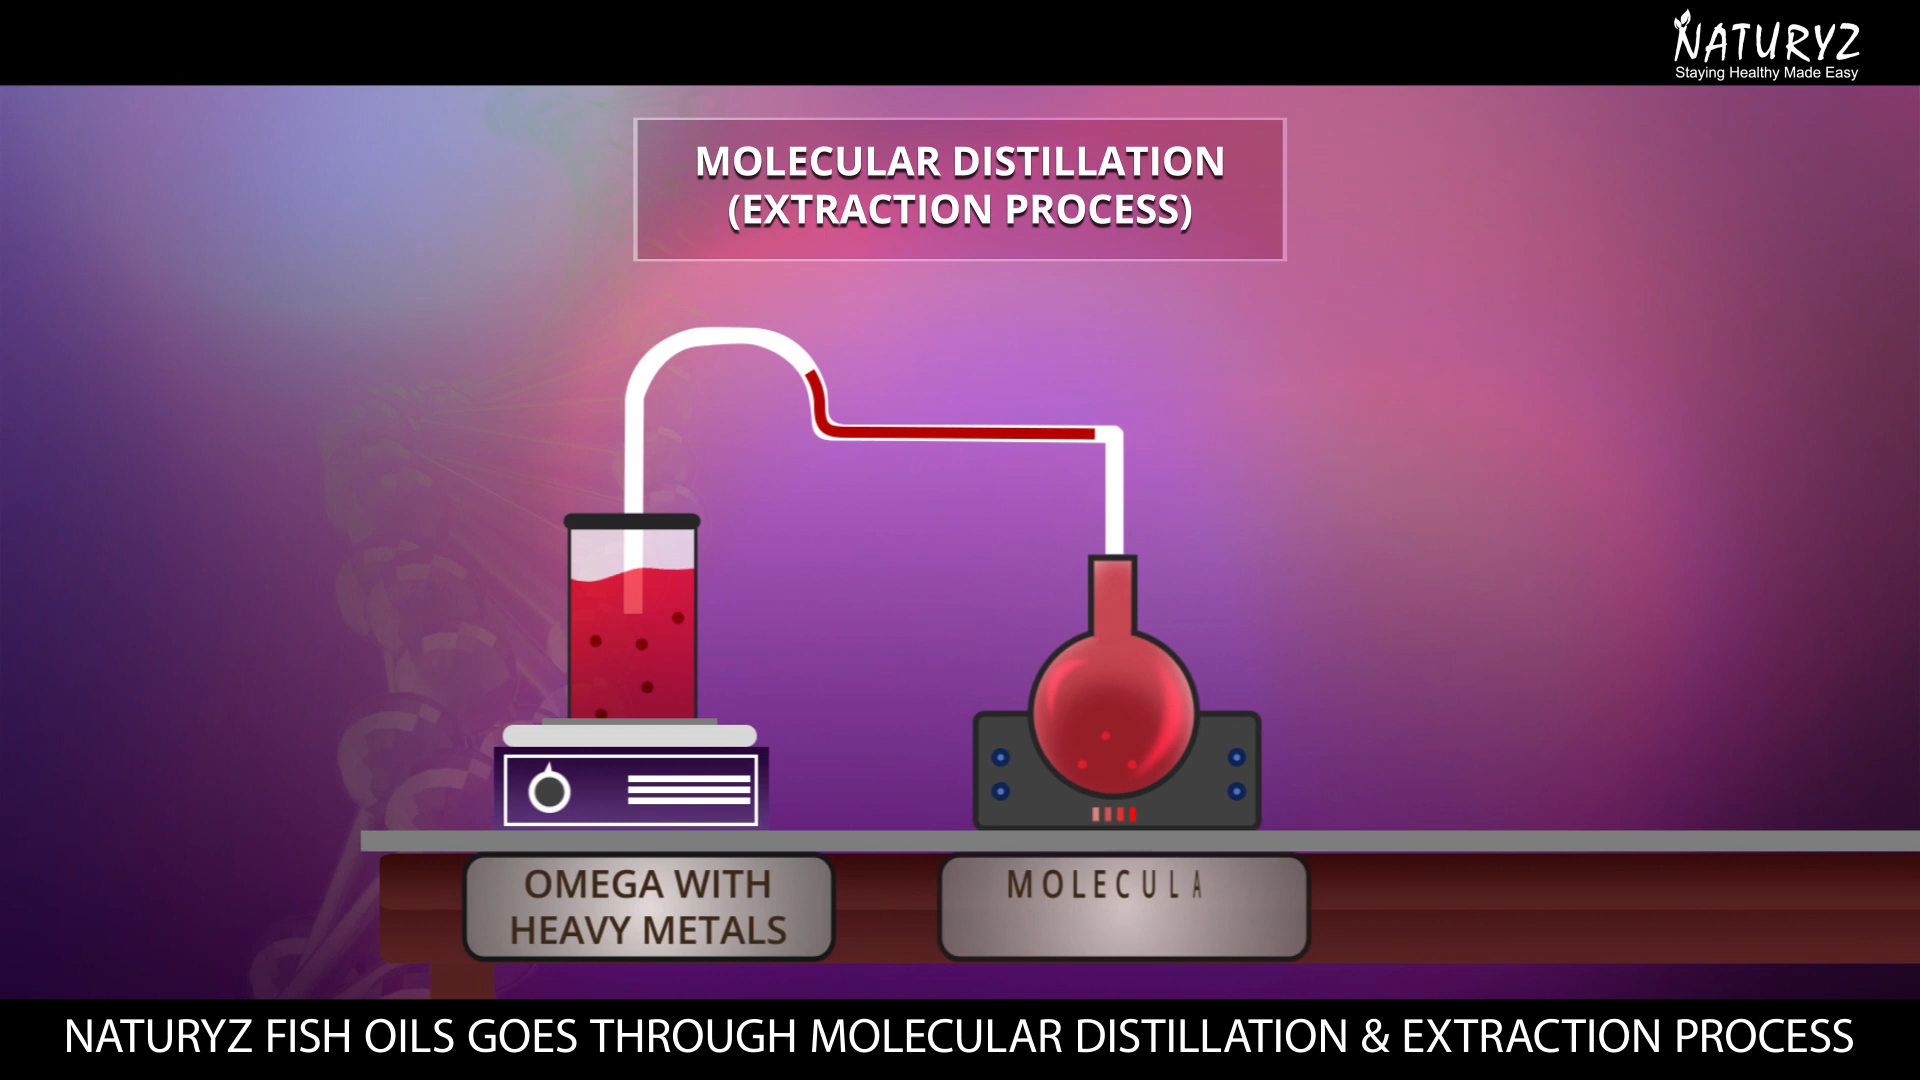 NATURYZ
Staying Healthy Made Easy
MOLECULAR DISTILLATION
(EXTRACTION PROCESS)
OMEGA WITH
HEAVY METALS
MOLECULA
NATURYZ FISH OILS GOES THROUGH MOLECULAR DISTILLATION & EXTRACTION PROCESS